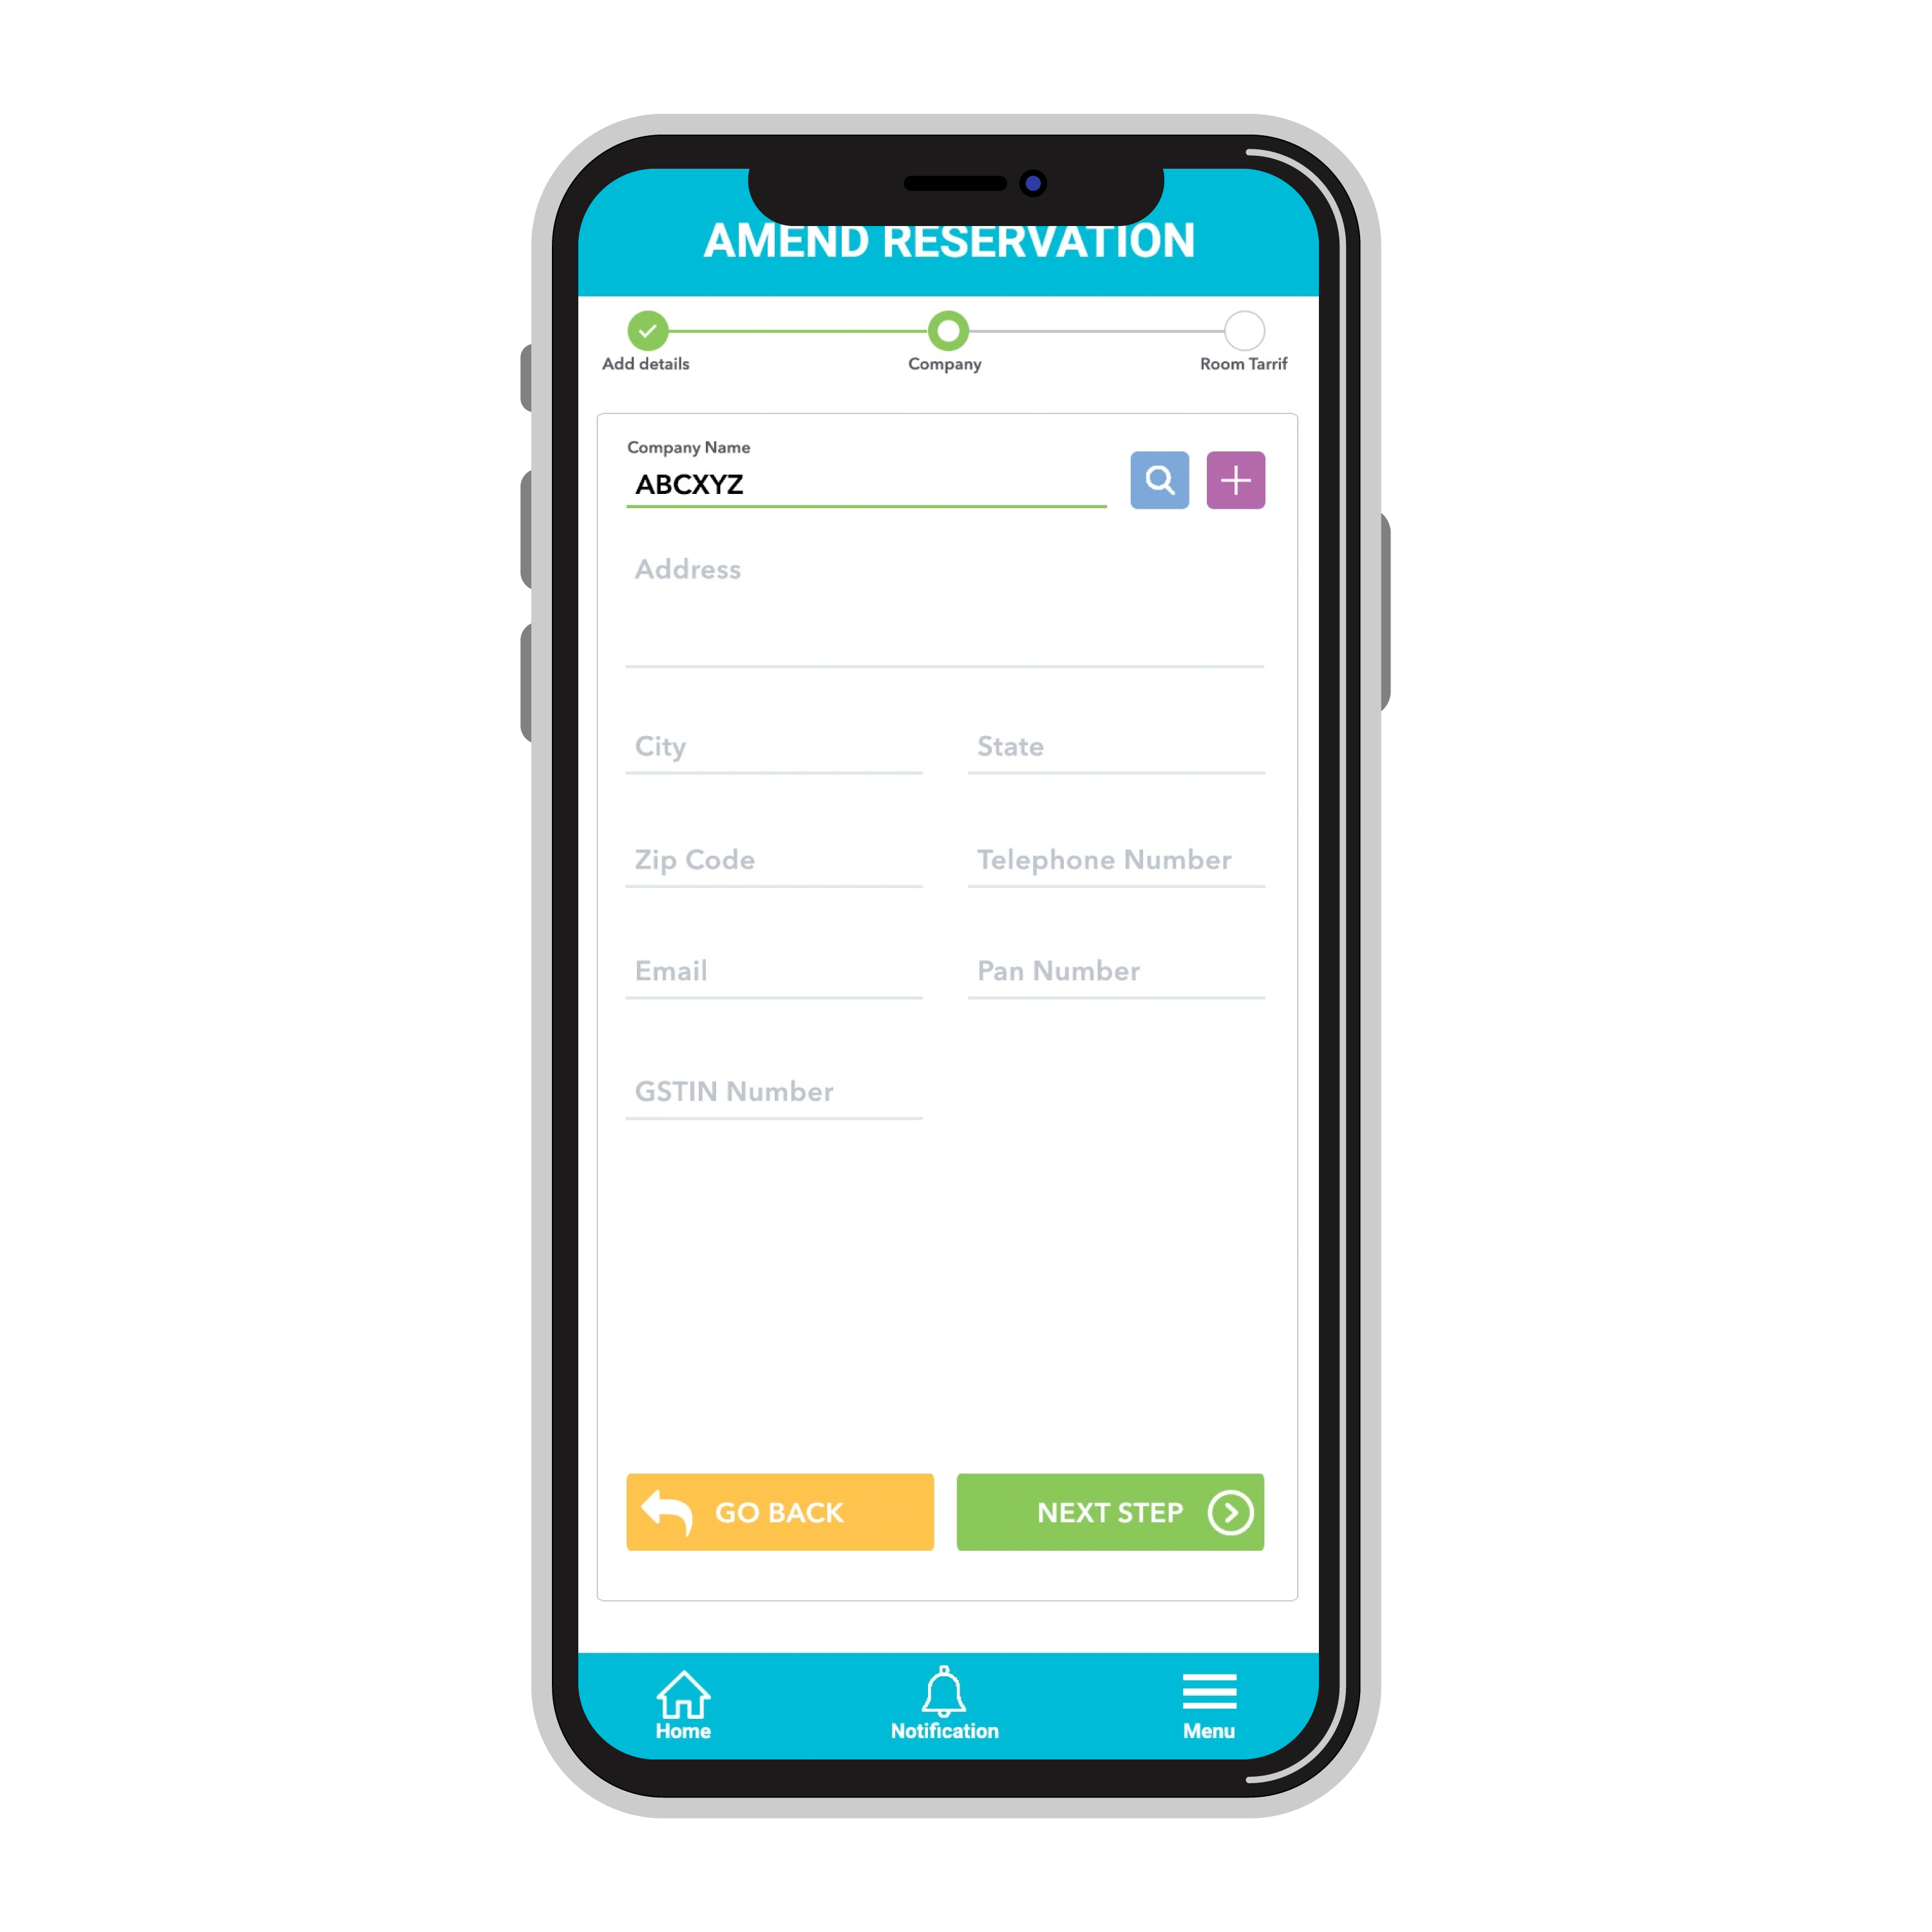 AMEND RESERVATION
Add details
Company
Room Tarrif
Company Name
ABCXYZ
Address
City
State
Zip Code
Telephone Number
Email
Pan Number
GSTIN Number
GO BACK
NEXT STEP
Home
Notification
Menu